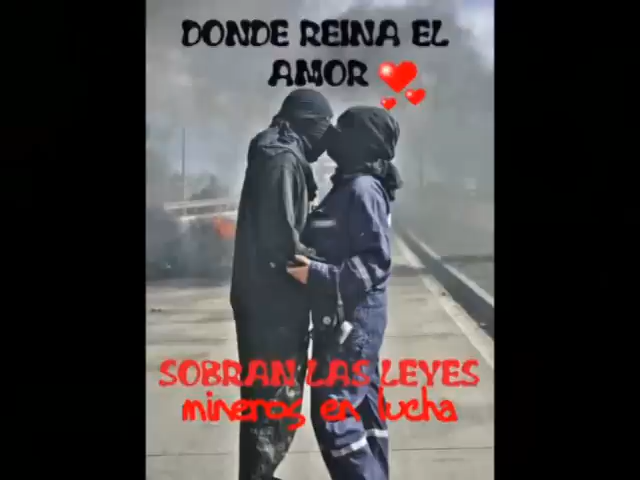 DONDE REINA EL
AMOR
SOBRAN LAS LEYES
mineros en lucha